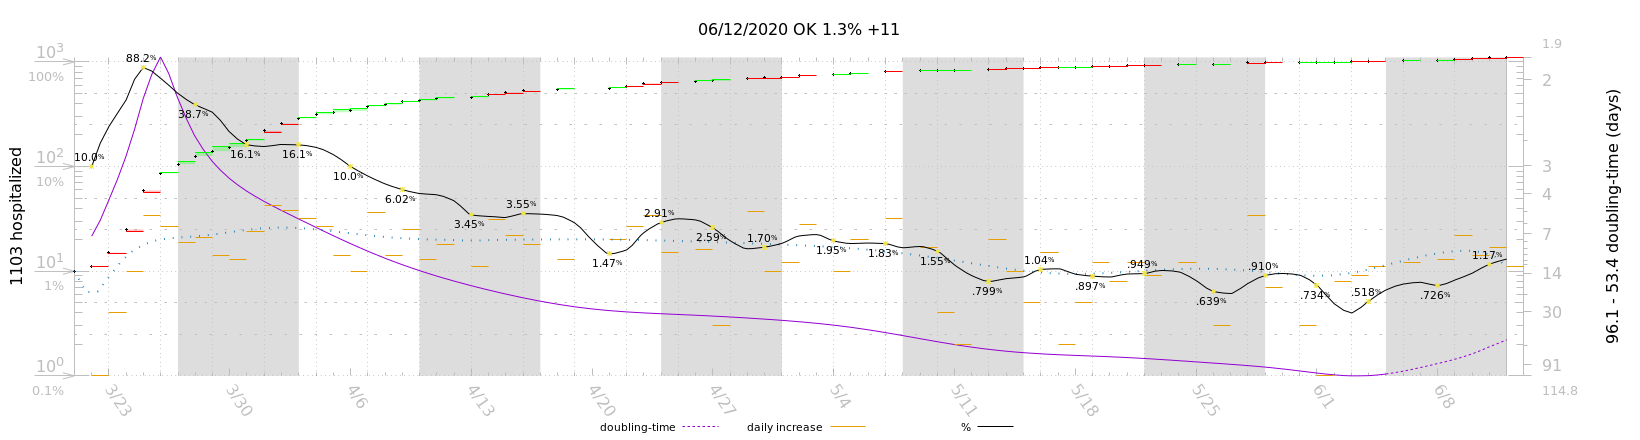 06/12/2020 OK 1.3% +11
10³ 1.9
88.2%
100% 2
38.7%
10.0% 16.1% 16.1% 10² 3
10.0%
10% 4
6.02%
3.55% 2.91%
3.45% 2.59% 1.70% 7
1.95% 1.83% 1.55%
1.47% 1.04% .949% .910% 1.17%
10¹ 14
1% .799% .897% .639% .734% .518% .726%
30
10⁰ 91
0.1% 114.8
3/23 3/30 4/6 4/13 4/20 4/27 5/4 5/11 5/18 5/25 6/1 6/8
1103 hospitalized
96.1 - 53.4 doubling-time (days)
doubling-time daily increase %